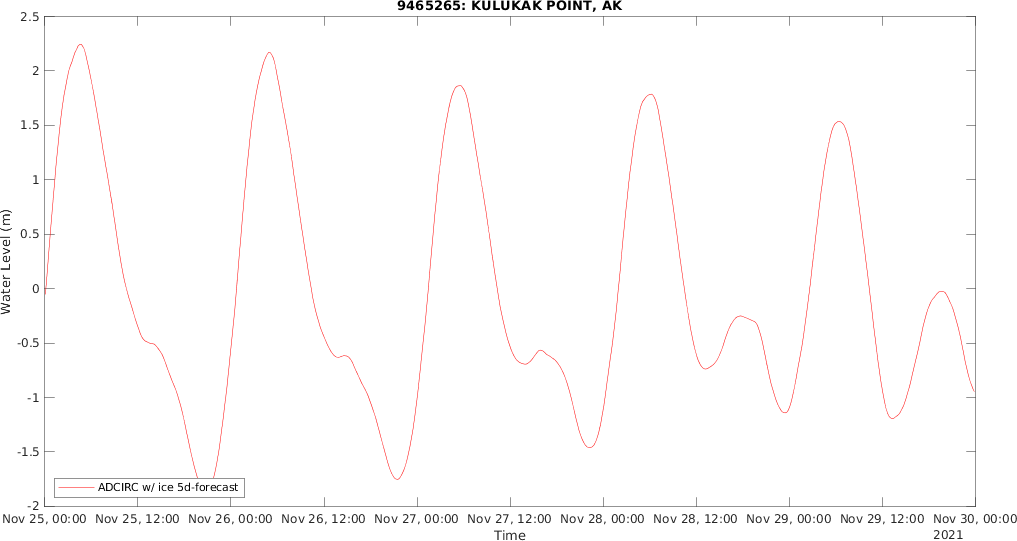 9465265: KULUKAK POINT, AK
2.5
2
1.5
1
0.5
0
-0.5
-1
-1.5
-2
Water Level (m)
ADCIRC w/ ice 5d-forecast
Nov 25, 00:00 Nov 25, 12:00 Nov 26, 00:00 Nov 26, 12:00 Nov 27, 00:00 Nov 27, 12:00 Nov 28, 00:00 Nov 28, 12:00 Nov 29, 00:00 Nov 29, 12:00 Nov 30, 00:00
Time
2021